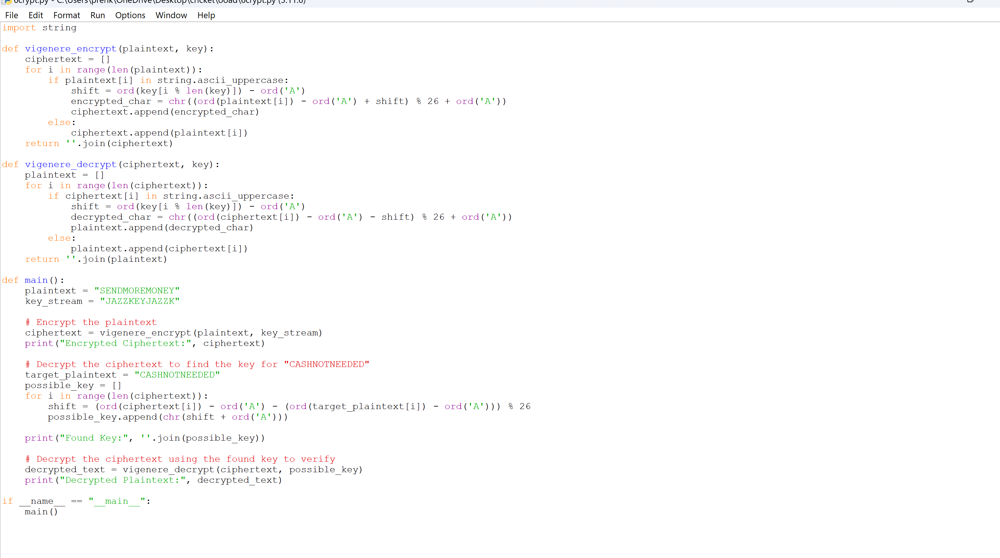 6crypt.py - C:\Users\prerik\OneDrive\Desktop\cricket\ooad\6crypt.py (3.11.6)
File Edit Format Run Options Window Help
import string

def vigenere_encrypt(plaintext, key):
    ciphertext = []
    for i in range(len(plaintext)):
        if plaintext[i] in string.ascii_uppercase:
            shift = ord(key[i % len(key)]) - ord('A')
            encrypted_char = chr((ord(plaintext[i]) - ord('A') + shift) % 26 + ord('A'))
            ciphertext.append(encrypted_char)
        else:
            ciphertext.append(plaintext[i])
    return ''.join(ciphertext)

def vigenere_decrypt(ciphertext, key):
    plaintext = []
    for i in range(len(ciphertext)):
        if ciphertext[i] in string.ascii_uppercase:
            shift = ord(key[i % len(key)]) - ord('A')
            decrypted_char = chr((ord(ciphertext[i]) - ord('A') - shift) % 26 + ord('A'))
            plaintext.append(decrypted_char)
        else:
            plaintext.append(ciphertext[i])
    return ''.join(plaintext)

def main():
    plaintext = "SENDMOREMONEY"
    key_stream = "JAZZKEYJAZZK"

    # Encrypt the plaintext
    ciphertext = vigenere_encrypt(plaintext, key_stream)
    print("Encrypted Ciphertext:", ciphertext)

    # Decrypt the ciphertext to find the key for "CASHNOTNEEDED"
    target_plaintext = "CASHNOTNEEDED"
    possible_key = []
    for i in range(len(ciphertext)):
        shift = (ord(ciphertext[i]) - ord('A') - (ord(target_plaintext[i]) - ord('A'))) % 26
        possible_key.append(chr(shift + ord('A')))

    print("Found Key:", ''.join(possible_key))

    # Decrypt the ciphertext using the found key to verify
    decrypted_text = vigenere_decrypt(ciphertext, possible_key)
    print("Decrypted Plaintext:", decrypted_text)

if __name__ == "__main__":
    main()